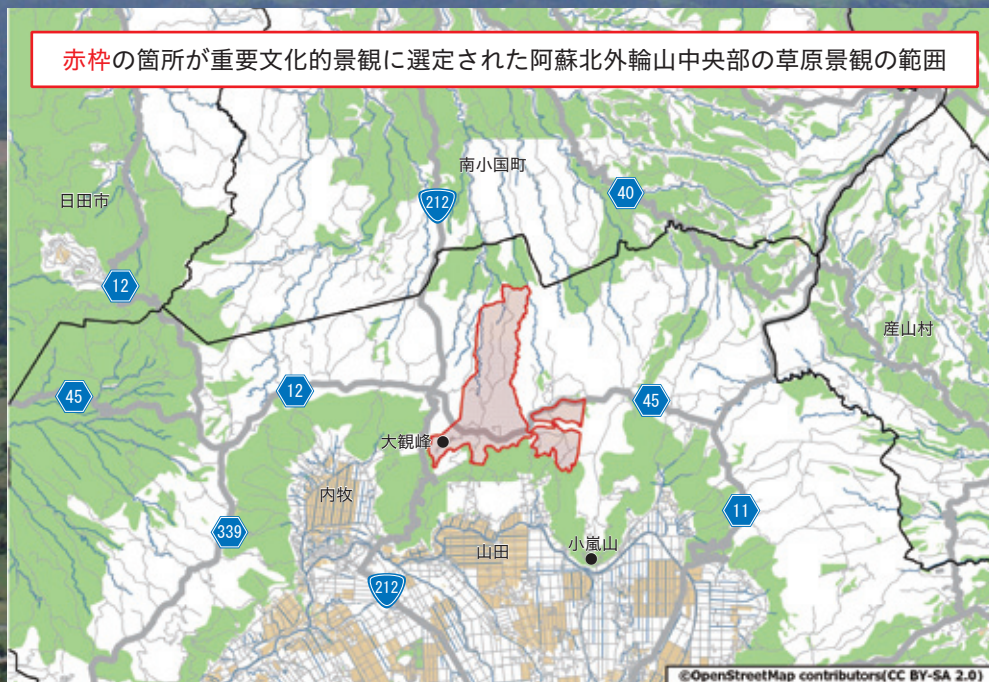 赤枠の箇所が重要文化的景観に選定された阿蘇北外輪山中央部の草原景観の範囲
南小国町
日田市
212
40
12
産山村
45
12
45
大観峰
内牧
11
339
山田
小嵐山
212
©OpenStreetMap contributors(CC BY-SA 2.0)